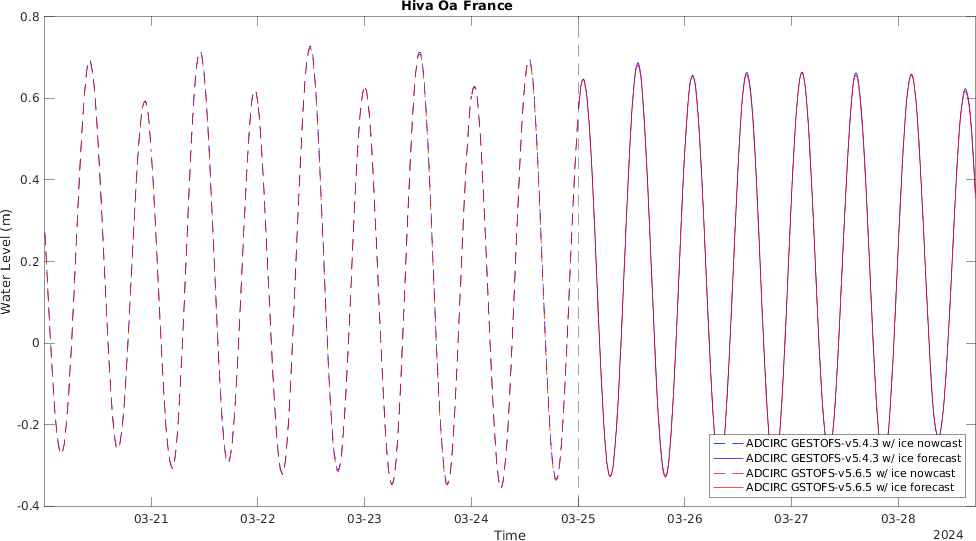 Hiva Oa France
0.8
0.6
0.4
0.2
0
-0.2
-0.4
Water Level (m)
ADCIRC GESTOFS-v5.4.3 w/ ice nowcast
ADCIRC GESTOFS-v5.4.3 w/ ice forecast
ADCIRC GSTOFS-v5.6.5 w/ ice nowcast
ADCIRC GSTOFS-v5.6.5 w/ ice forecast
03-21 03-22 03-23 03-24 03-25 03-26 03-27 03-28
Time
2024